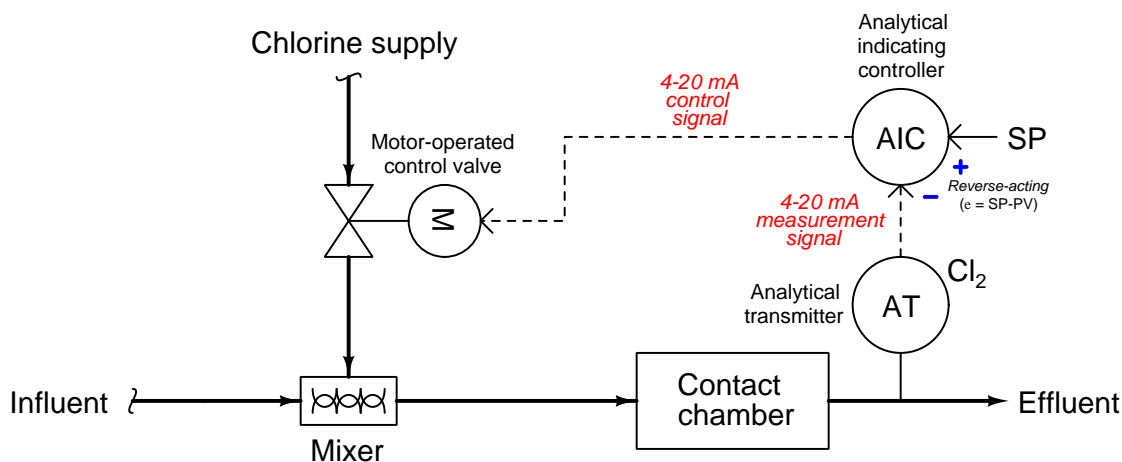 Chlorine supply
Analytical
indicating
controller
4-20 mA
control
signal
Motor-operated
control valve
AIC
SP
+
Reverse-acting
(e = SP-PV)
−
4-20 mA
measurement
signal
M
Cl2
Analytical
transmitter
AT
Influent
Mixer
Contact
chamber
Effluent